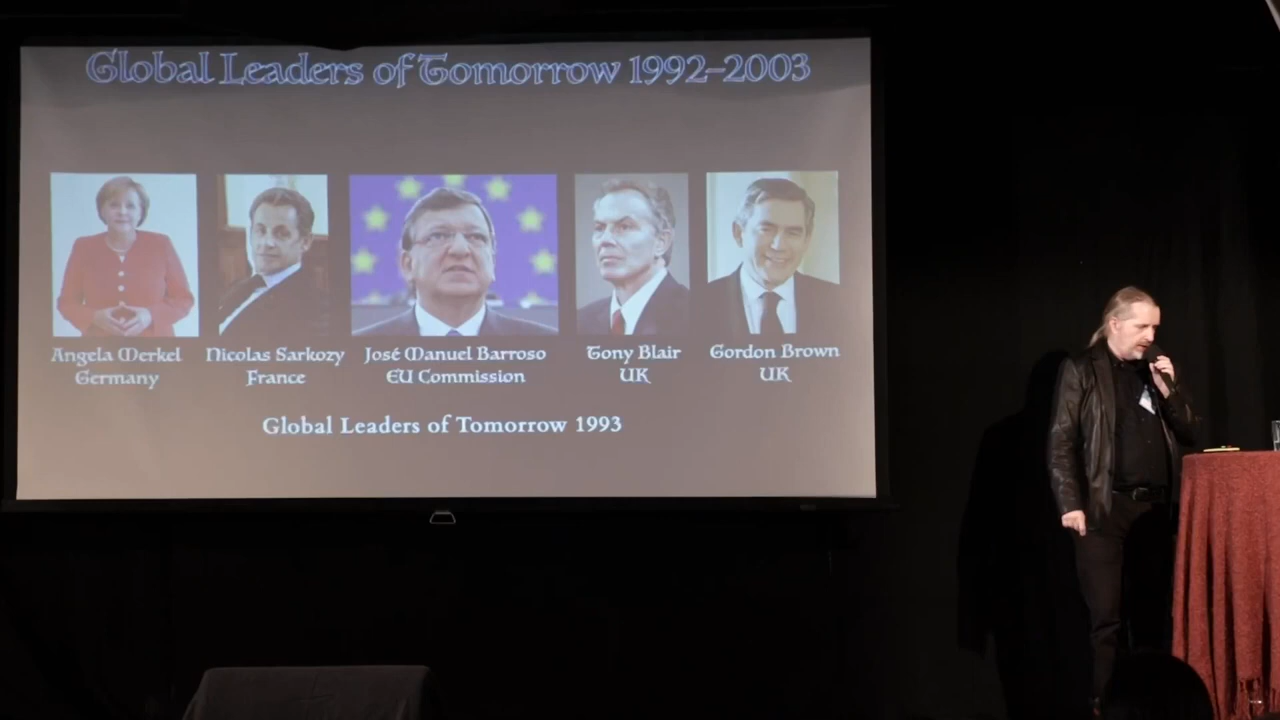 Global Leaders of Tomorrow 1992–2003
Angela Merkel
Germany
Nicolas Sarkozy
France
José Manuel Barroso
EU Commission
Tony Blair
UK
Gordon Brown
UK
Global Leaders of Tomorrow 1993